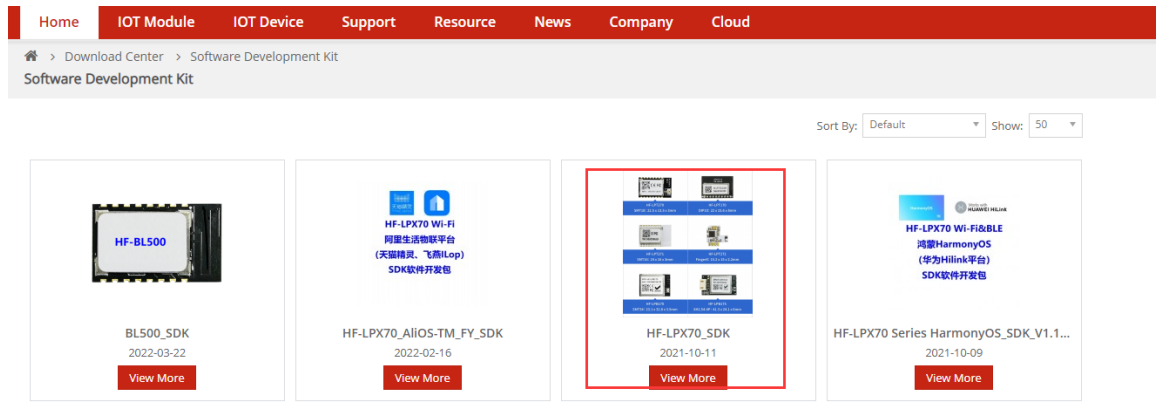 Home IOT Module IOT Device Support Resource News Company Cloud
> Download Center > Software Development Kit
Software Development Kit
Sort By: Default Show: 50
HF-BL500
BL500_SDK
2022-03-22
View More
HF-LPX70 Wi-Fi
阿里生活物联平台
(天猫精灵、飞燕ILop)
SDK软件开发包
HF-LPX70_AliOS-TM_FY_SDK
2022-02-16
View More
HF-LPX70_SDK
2021-10-11
View More
HUAWEI HiLink
HF-LPX70 Wi-Fi&BLE
鸿蒙HarmonyOS
(华为Hilink平台)
SDK软件开发包
HF-LPX70 Series HarmonyOS_SDK_V1.1...
2021-10-09
View More